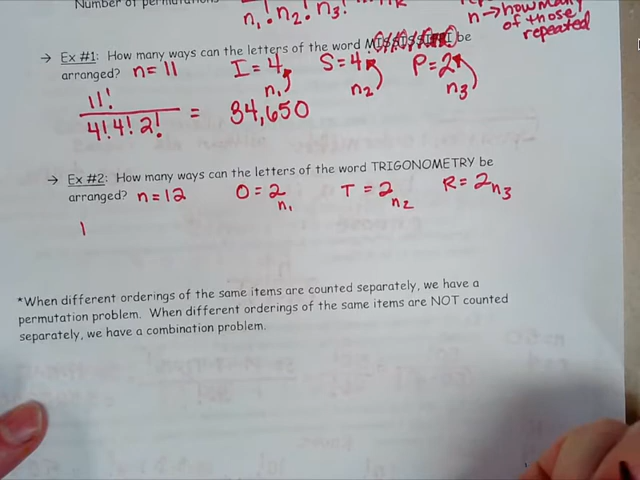 Number of permutations
n₁! n₂! n₃!
n → how many of those repeated
→ Ex #1: How many ways can the letters of the word MISSISSIPPI be
arranged? n = 11 I = 4 S = 4 P = 2
n₁ n₂ n₃
11!
4! 4! 2! = 34,650
→ Ex #2: How many ways can the letters of the word TRIGONOMETRY be
arranged? n = 12 O = 2 T = 2 R = 2
n₁ n₂ n₃
1
*When different orderings of the same items are counted separately, we have a
permutation problem. When different orderings of the same items are NOT counted
separately, we have a combination problem.